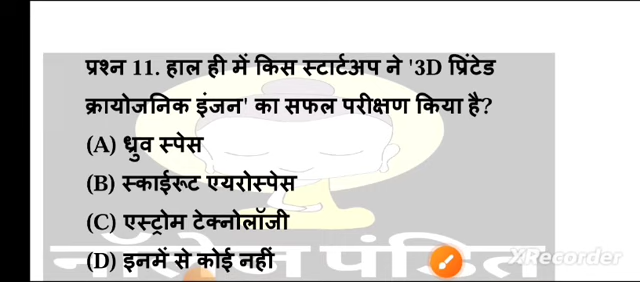 प्रश्न 11. हाल ही में किस स्टार्टअप ने '3D प्रिंटेड
क्रायोजनिक इंजन' का सफल परीक्षण किया है?
(A) ध्रुव स्पेस
(B) स्काईरूट एयरोस्पेस
(C) एस्ट्रोम टेक्नोलॉजी
(D) इनमें से कोई नहीं
नॉलेज पंडित
XRecorder